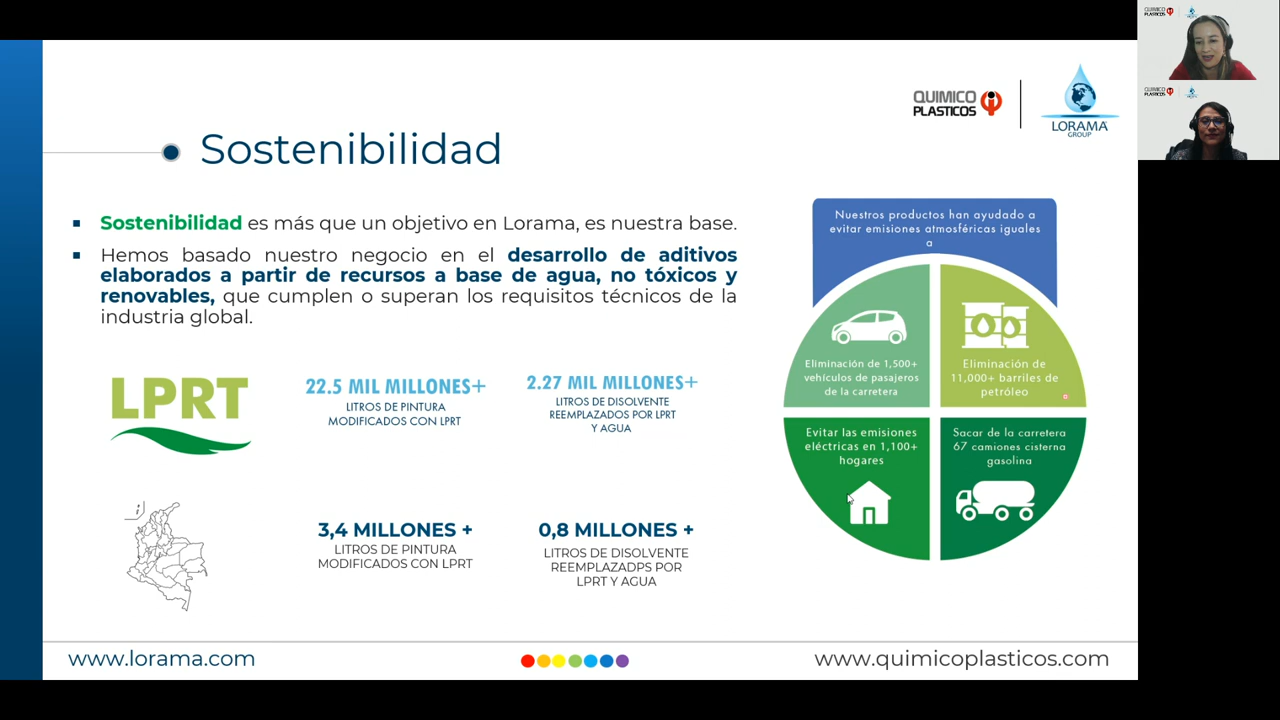 QUIMICO
PLASTICOS
LORAMA
GROUP
Sostenibilidad
Sostenibilidad es más que un objetivo en Lorama, es nuestra base.
Hemos basado nuestro negocio en el desarrollo de aditivos
elaborados a partir de recursos a base de agua, no tóxicos y
renovables, que cumplen o superan los requisitos técnicos de la
industria global.
LPRT
22.5 MIL MILLONES+
LITROS DE PINTURA
MODIFICADOS CON LPRT
2.27 MIL MILLONES+
LITROS DE DISOLVENTE
REEMPLAZADOS POR LPRT
Y AGUA
3,4 MILLONES +
LITROS DE PINTURA
MODIFICADOS CON LPRT
0,8 MILLONES +
LITROS DE DISOLVENTE
REEMPLAZADPS POR
LPRT Y AGUA
Nuestros productos han ayudado a
evitar emisiones atmosféricas iguales
a
Eliminación de 1,500+
vehículos de pasajeros
de la carretera
Eliminación de
11,000+ barriles de
petróleo
Evitar las emisiones
eléctricas en 1,100+
hogares
Sacar de la carretera
67 camiones cisterna
gasolina
www.lorama.com
www.quimicoplasticos.com
QUIMICO
PLASTICOS
QUIMICO
PLASTICOS